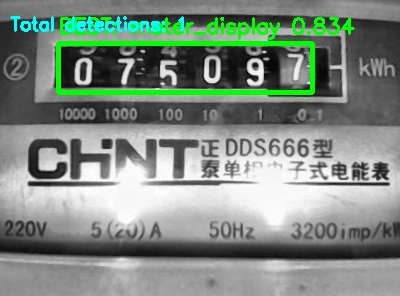 Total detections: 1
meter_display 0.834
② 0 7 5 0 9 7 kWh
10000 1000 100 10 1 0.1
CHNT 正泰 DDS666型
单相电子式电能表
220V 5(20)A 50Hz 3200imp/kW